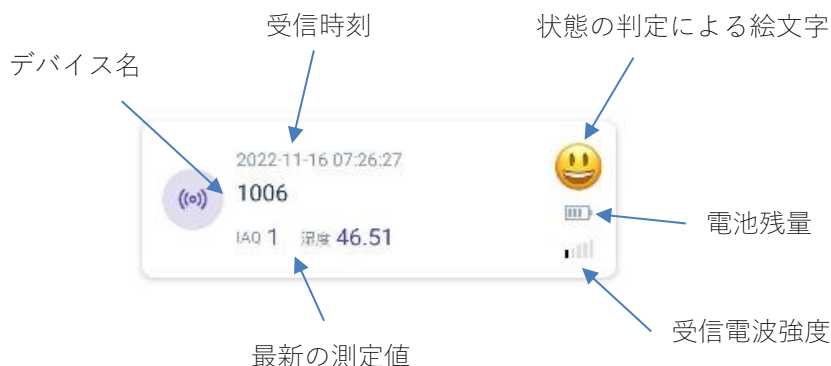 受信時刻
状態の判定による絵文字
デバイス名
2022-11-16 07:26:27
1006
IAQ 1 湿度 46.51
電池残量
受信電波強度
最新の測定値